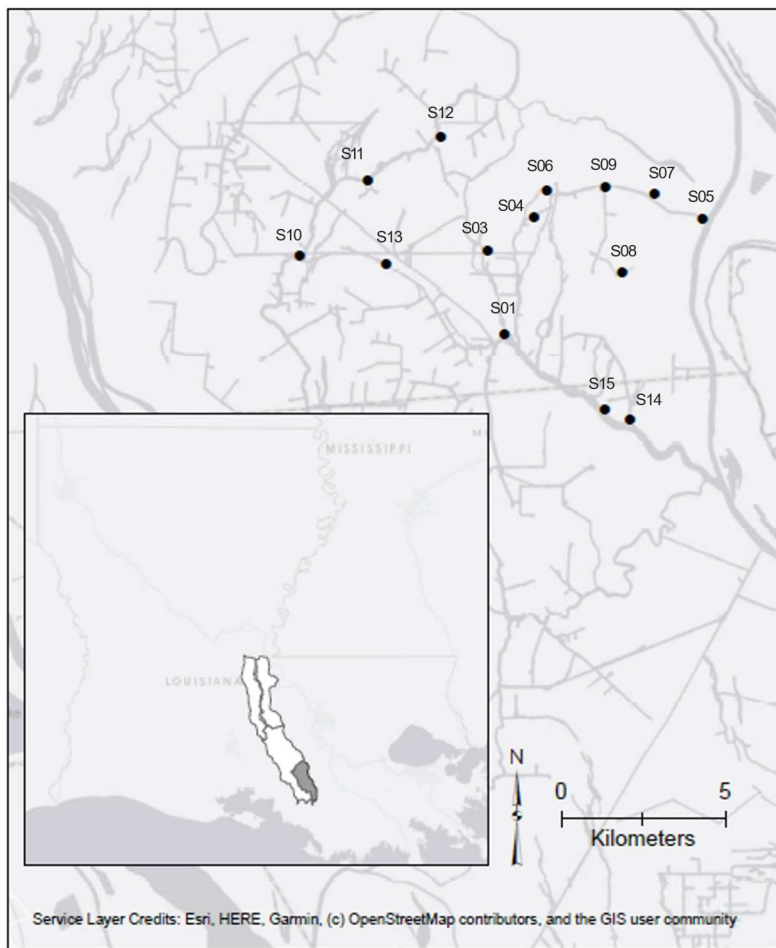 S12
S11
S06
S09
S07
S04
S05
S03
S10
S13
S08
S01
S15
S14
MISSISSIPPI
LOUISIANA
N
0 5
Kilometers
Service Layer Credits: Esri, HERE, Garmin, (c) OpenStreetMap contributors, and the GIS user community